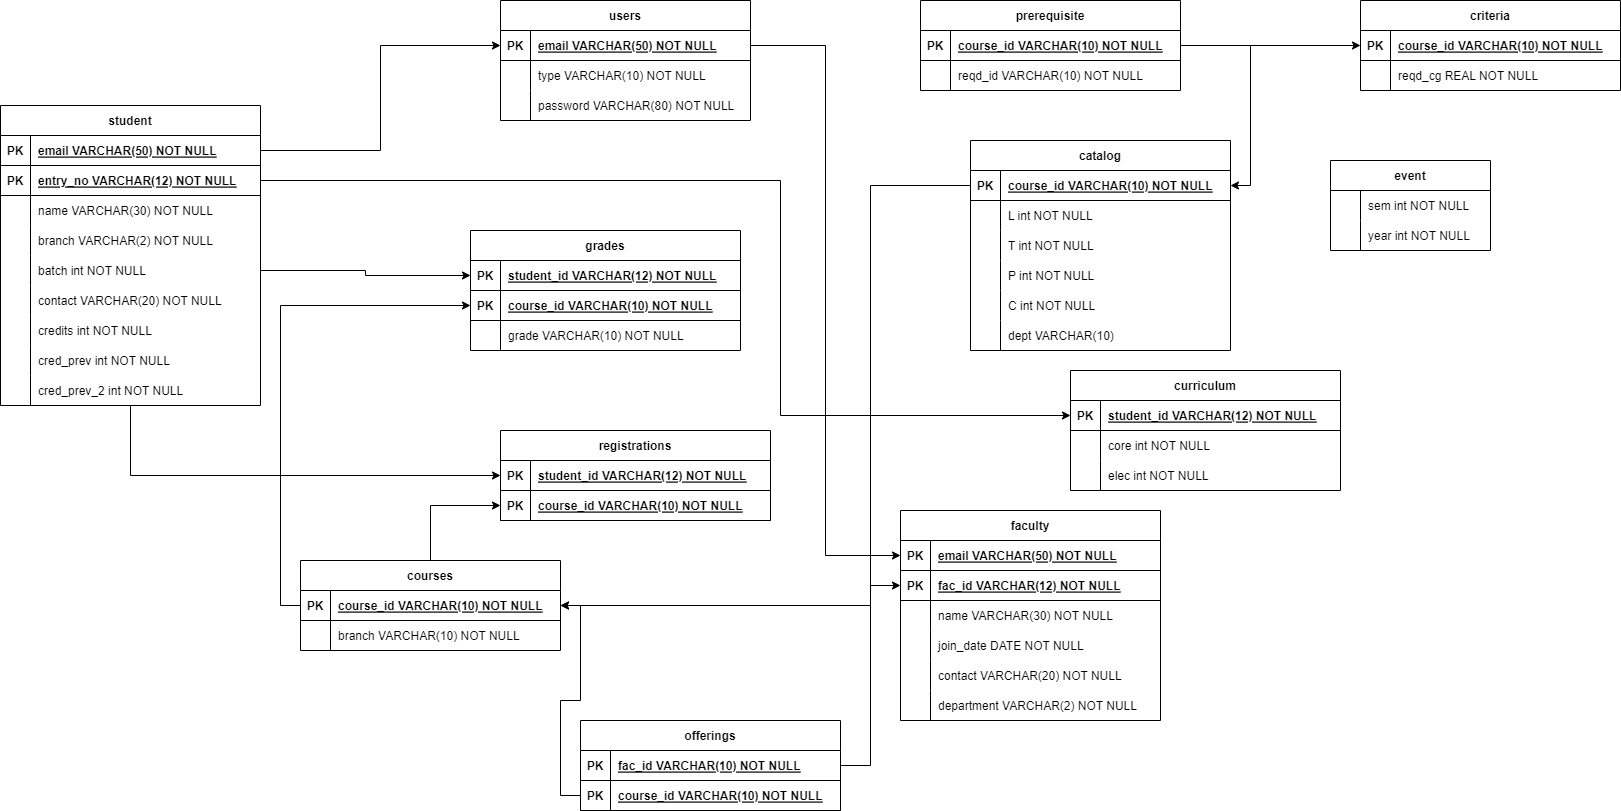 users
PK email VARCHAR(50) NOT NULL
type VARCHAR(10) NOT NULL
password VARCHAR(80) NOT NULL
prerequisite
PK course_id VARCHAR(10) NOT NULL
reqd_id VARCHAR(10) NOT NULL
criteria
PK course_id VARCHAR(10) NOT NULL
reqd_cg REAL NOT NULL
student
PK email VARCHAR(50) NOT NULL
PK entry_no VARCHAR(12) NOT NULL
name VARCHAR(30) NOT NULL
branch VARCHAR(2) NOT NULL
batch int NOT NULL
contact VARCHAR(20) NOT NULL
credits int NOT NULL
cred_prev int NOT NULL
cred_prev_2 int NOT NULL
catalog
PK course_id VARCHAR(10) NOT NULL
L int NOT NULL
T int NOT NULL
P int NOT NULL
C int NOT NULL
dept VARCHAR(10)
event
sem int NOT NULL
year int NOT NULL
grades
PK student_id VARCHAR(12) NOT NULL
PK course_id VARCHAR(10) NOT NULL
grade VARCHAR(10) NOT NULL
curriculum
PK student_id VARCHAR(12) NOT NULL
core int NOT NULL
elec int NOT NULL
registrations
PK student_id VARCHAR(12) NOT NULL
PK course_id VARCHAR(10) NOT NULL
faculty
PK email VARCHAR(50) NOT NULL
PK fac_id VARCHAR(12) NOT NULL
name VARCHAR(30) NOT NULL
join_date DATE NOT NULL
contact VARCHAR(20) NOT NULL
department VARCHAR(2) NOT NULL
courses
PK course_id VARCHAR(10) NOT NULL
branch VARCHAR(10) NOT NULL
offerings
PK fac_id VARCHAR(10) NOT NULL
PK course_id VARCHAR(10) NOT NULL